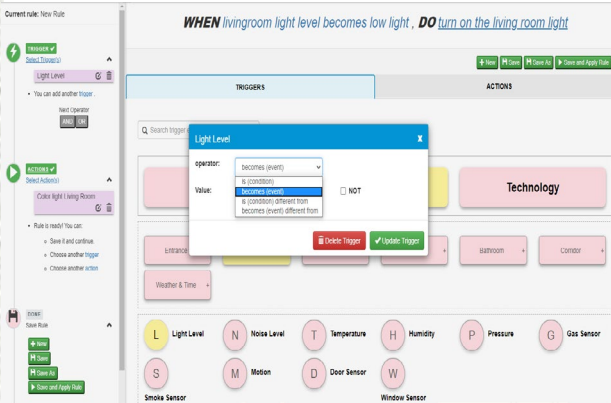 Current rule: New Rule
WHEN livingroom light level becomes low light , DO turn on the living room light
TRIGGER
Select Trigger(s)
Light Level
You can add another trigger .
Next Operator
AND OR
ACTIONS
Select Action(s)
Color light Living Room
Rule is ready! You can:
Save it and continue.
Choose another trigger
Choose another action
DONE
Save Rule
+ New
Save
Save As
Save and Apply Rule
+ New Save Save As Save and Apply Rule
TRIGGERS ACTIONS
Search trigger
Light Level x
operator: becomes (event)
is (condition)
becomes (event)
is (condition) different from
becomes (event) different from
Value: NOT
Delete Trigger Update Trigger
Technology
Entrance + Bathroom + Corridor +
Weather & Time +
L Light Level N Noise Level T Temperature H Humidity P Pressure G Gas Sensor
S Smoke Sensor M Motion D Door Sensor W Window Sensor